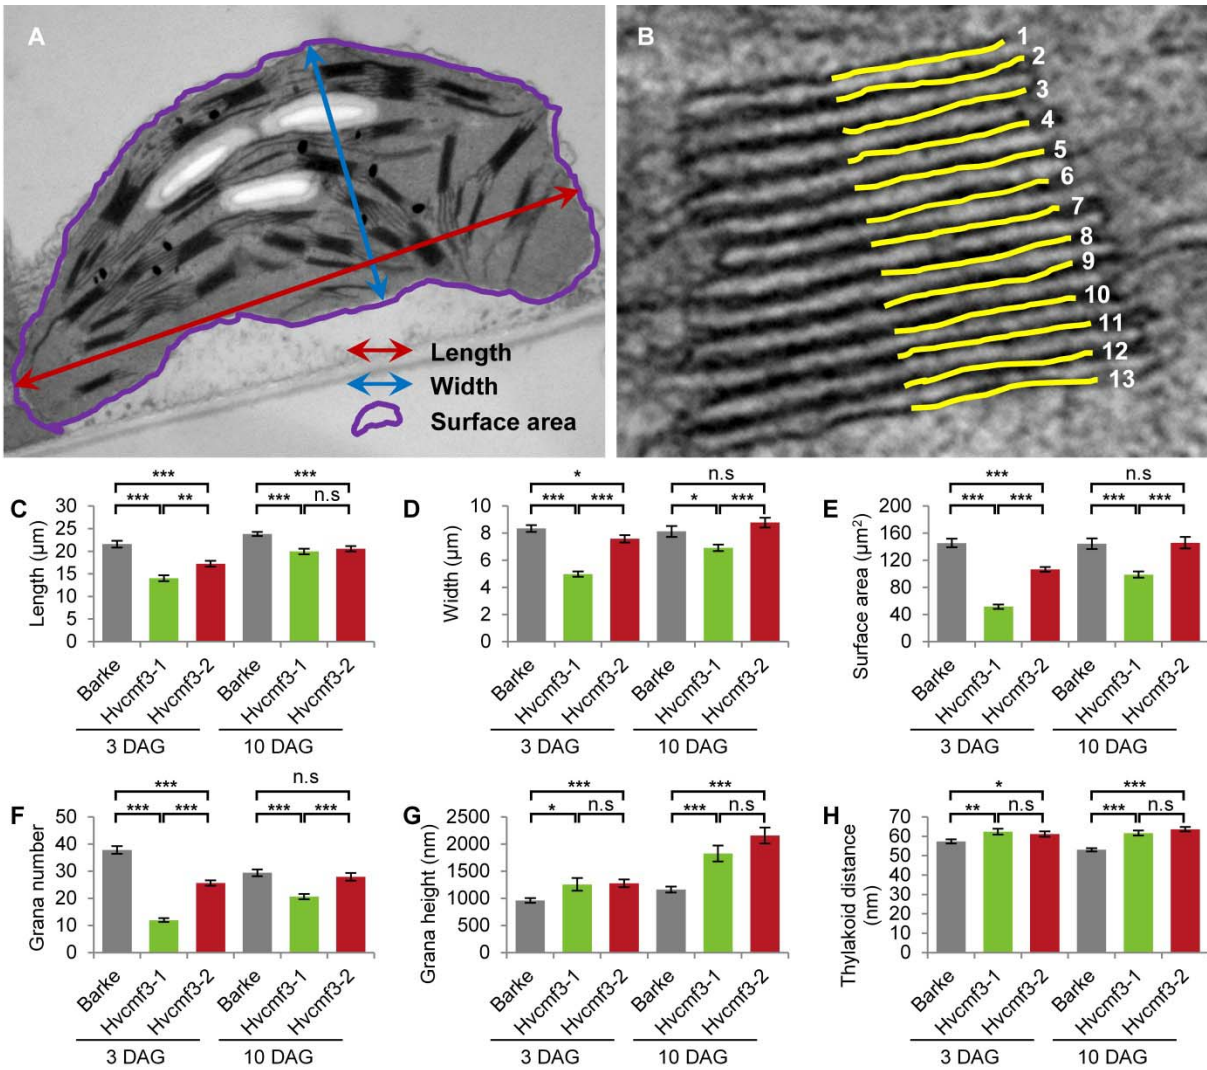 A
Length
Width
Surface area
B
1
2
3
4
5
6
7
8
9
10
11
12
13
C
Length (µm)
35
30
25
20
15
10
5
0
***
*** **
***
*** n.s
Barke Hvcmf3-1 Hvcmf3-2 Barke Hvcmf3-1 Hvcmf3-2
3 DAG 10 DAG
D
Width (µm)
10
8
6
4
2
0
*
*** ***
n.s
* ***
Barke Hvcmf3-1 Hvcmf3-2 Barke Hvcmf3-1 Hvcmf3-2
3 DAG 10 DAG
E
Surface area (µm²)
200
160
120
80
40
0
***
*** ***
n.s
*** ***
Barke Hvcmf3-1 Hvcmf3-2 Barke Hvcmf3-1 Hvcmf3-2
3 DAG 10 DAG
F
Grana number
50
40
30
20
10
0
***
*** ***
n.s
*** ***
Barke Hvcmf3-1 Hvcmf3-2 Barke Hvcmf3-1 Hvcmf3-2
3 DAG 10 DAG
G
Grana height (nm)
2500
2000
1500
1000
500
0
***
* n.s
***
*** n.s
Barke Hvcmf3-1 Hvcmf3-2 Barke Hvcmf3-1 Hvcmf3-2
3 DAG 10 DAG
H
Thylakoid distance
(nm)
70
60
50
40
30
20
10
0
*
** n.s
***
*** n.s
Barke Hvcmf3-1 Hvcmf3-2 Barke Hvcmf3-1 Hvcmf3-2
3 DAG 10 DAG